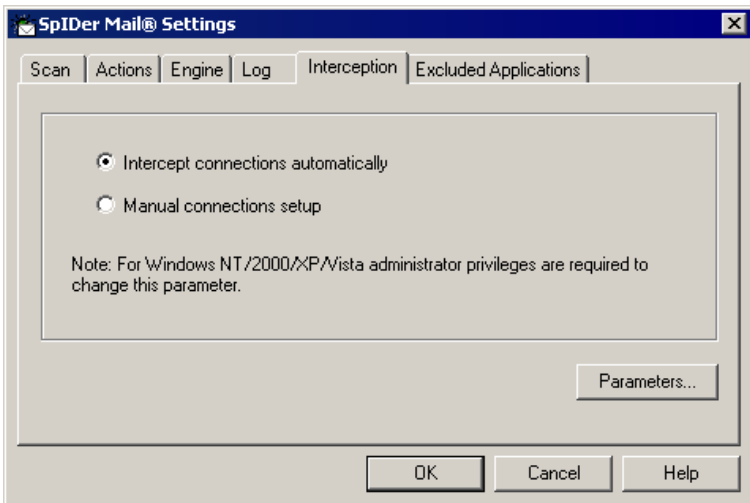 SpIDer Mail® Settings
Scan Actions Engine Log Interception Excluded Applications
Intercept connections automatically
Manual connections setup
Note: For Windows NT/2000/XP/Vista administrator privileges are required to
change this parameter.
Parameters...
OK Cancel Help